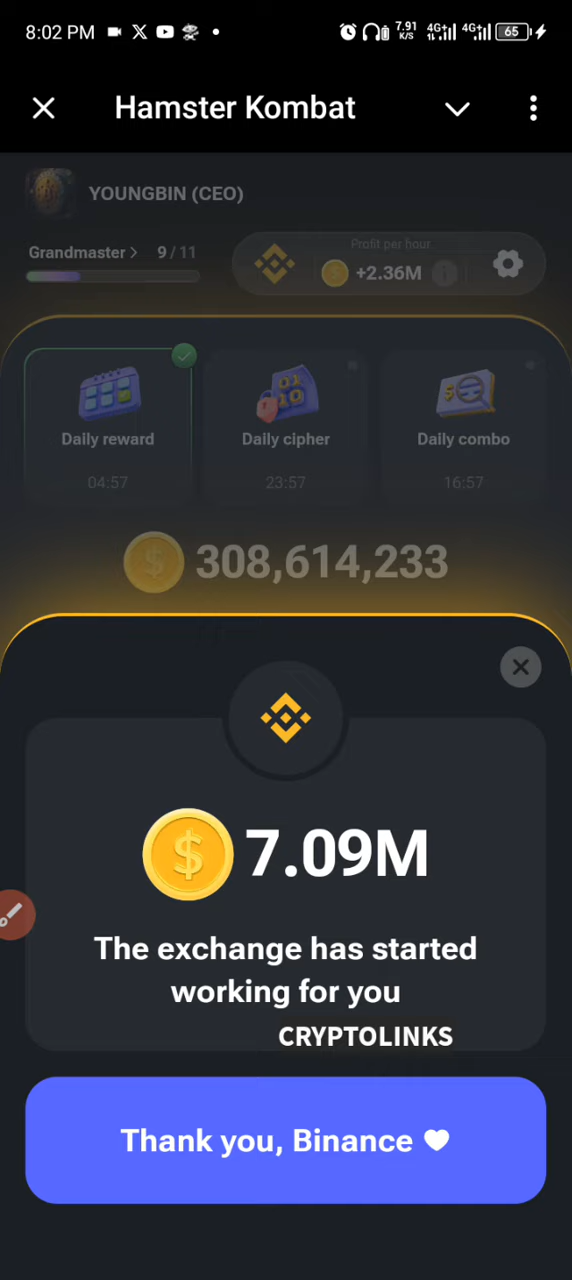 8:02 PM
7.91
K/S
4G
4G
65
Hamster Kombat
YOUNGBIN (CEO)
Grandmaster > 9 / 11
Profit per hour
+2.36M
Daily reward
Daily cipher
Daily combo
04:57
23:57
16:57
308,614,233
7.09M
The exchange has started
working for you
CRYPTOLINKS
Thank you, Binance